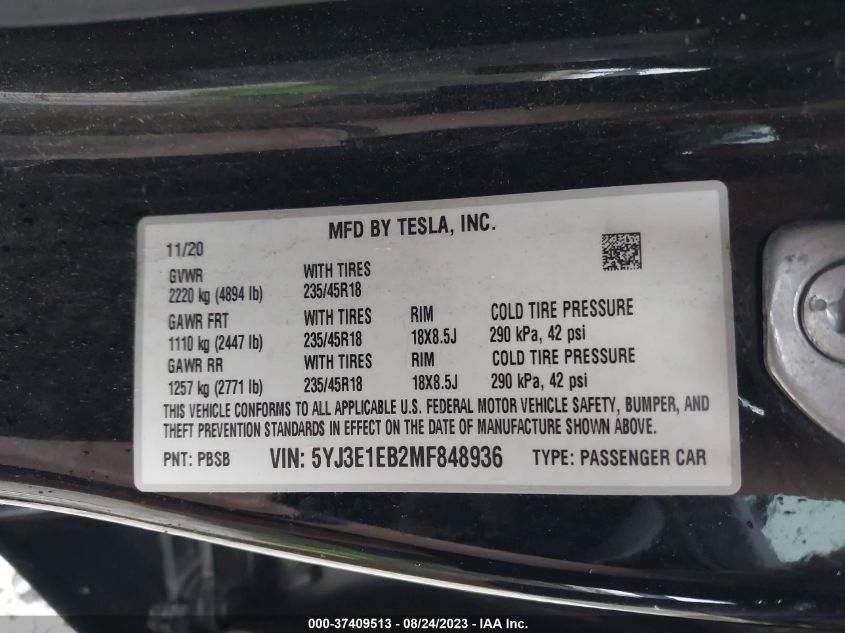 MFD BY TESLA, INC.
11/20
GVWR WITH TIRES
2220 kg (4894 lb) 235/45R18
GAWR FRT WITH TIRES RIM COLD TIRE PRESSURE
1110 kg (2447 lb) 235/45R18 18X8.5J 290 kPa, 42 psi
GAWR RR WITH TIRES RIM COLD TIRE PRESSURE
1257 kg (2771 lb) 235/45R18 18X8.5J 290 kPa, 42 psi
THIS VEHICLE CONFORMS TO ALL APPLICABLE U.S. FEDERAL MOTOR VEHICLE SAFETY, BUMPER, AND
THEFT PREVENTION STANDARDS IN EFFECT ON THE DATE OF MANUFACTURE SHOWN ABOVE.
PNT: PBSB VIN: 5YJ3E1EB2MF848936 TYPE: PASSENGER CAR
000-37409513 - 08/24/2023 - IAA Inc.